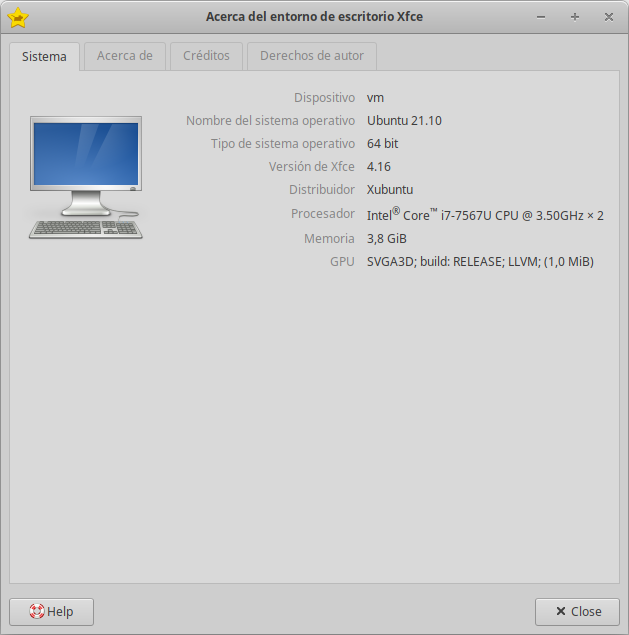 Acerca del entorno de escritorio Xfce
Sistema Acerca de Créditos Derechos de autor
Dispositivo vm
Nombre del sistema operativo Ubuntu 21.10
Tipo de sistema operativo 64 bit
Versión de Xfce 4.16
Distribuidor Xubuntu
Procesador Intel® Core™ i7-7567U CPU @ 3.50GHz × 2
Memoria 3,8 GiB
GPU SVGA3D; build: RELEASE; LLVM; (1,0 MiB)
Help Close